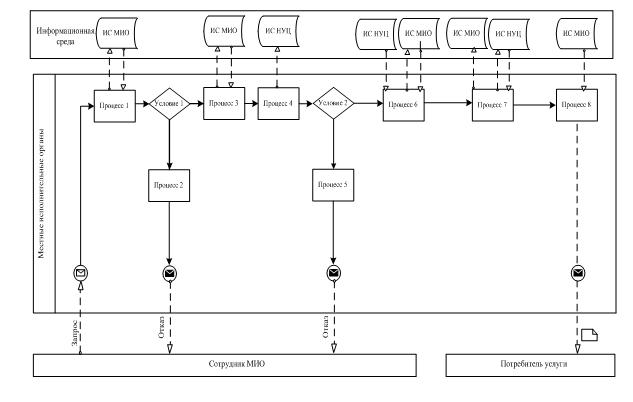 Информационная среда
ИС МИО
ИС МИО
ИС НУЦ
ИС НУЦ
ИС МИО
ИС МИО
ИС НУЦ
ИС МИО
Местные исполнительные органы
Процесс 1
Условие 1
Процесс 3
Процесс 4
Условие 2
Процесс 6
Процесс 7
Процесс 8
Процесс 2
Процесс 5
Запрос
Отказ
Отказ
Сотрудник МИО
Потребитель услуги